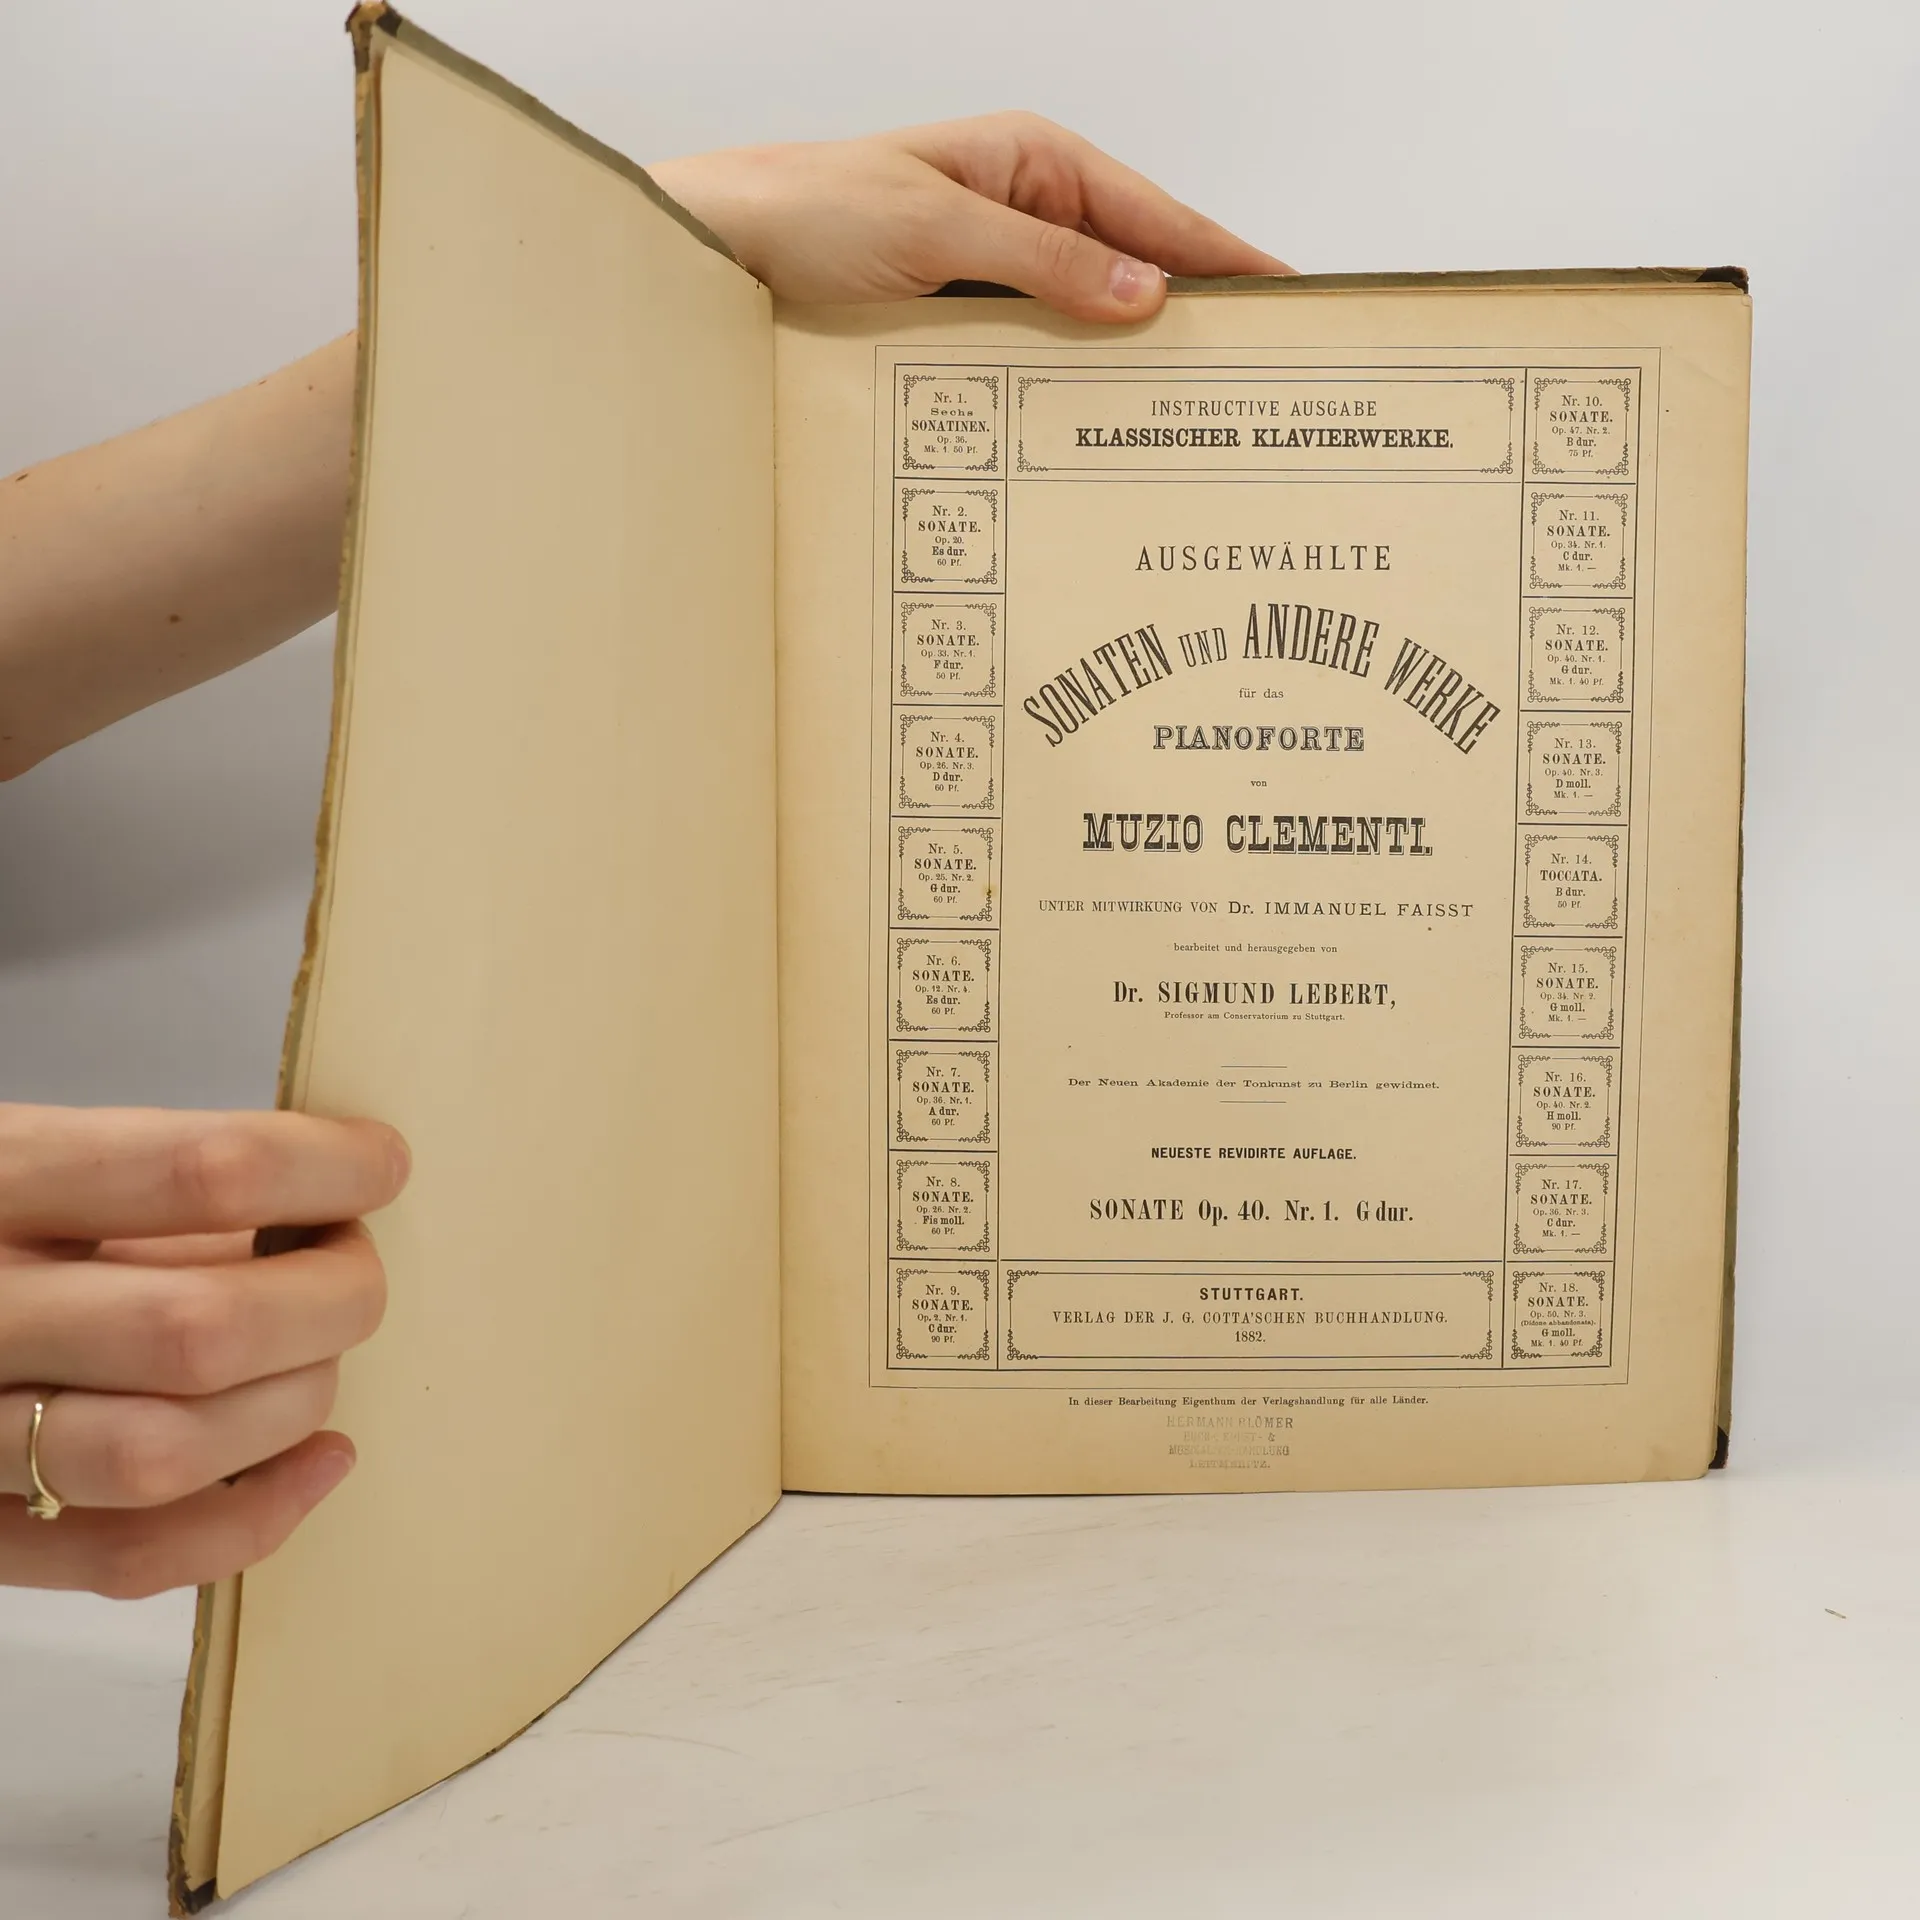 Nr. 1.
Sechs
SONATINEN.
Op. 36.
Mk. 1. 50 Pf.
Nr. 2.
SONATE.
Op. 20.
Es dur.
60 Pf.
Nr. 3.
SONATE.
Op. 33. Nr. 1.
F dur.
50 Pf.
Nr. 4.
SONATE.
Op. 26. Nr. 3.
D dur.
60 Pf.
Nr. 5.
SONATE.
Op. 25. Nr. 2.
G dur.
60 Pf.
Nr. 6.
SONATE.
Op. 12. Nr. 4.
Es dur.
60 Pf.
Nr. 7.
SONATE.
Op. 36. Nr. 1.
A dur.
60 Pf.
Nr. 8.
SONATE.
Op. 26. Nr. 2.
Fis moll.
60 Pf.
Nr. 9.
SONATE.
Op. 2. Nr. 1.
C dur.
90 Pf.
INSTRUCTIVE AUSGABE
KLASSISCHER KLAVIERWERKE.
AUSGEWÄHLTE
SONATEN UND ANDERE WERKE
für das
PIANOFORTE
von
MUZIO CLEMENTI.
UNTER MITWIRKUNG VON Dr. IMMANUEL FAISST
bearbeitet und herausgegeben von
Dr. SIGMUND LEBERT,
Professor am Conservatorium zu Stuttgart.
Der Neuen Akademie der Tonkunst zu Berlin gewidmet.
NEUESTE REVIDIRTE AUFLAGE.
SONATE Op. 40. Nr. 1. G dur.
STUTTGART.
VERLAG DER J. G. COTTA'SCHEN BUCHHANDLUNG.
1882.
Nr. 10.
SONATE.
Op. 47. Nr. 2.
B dur.
75 Pf.
Nr. 11.
SONATE.
Op. 34. Nr. 1.
C dur.
Mk. 1. —
Nr. 12.
SONATE.
Op. 40. Nr. 1.
G dur.
Mk. 1. 40 Pf.
Nr. 13.
SONATE.
Op. 40. Nr. 3.
D moll.
Mk. 1. —
Nr. 14.
TOCCATA.
B dur.
50 Pf.
Nr. 15.
SONATE.
Op. 34. Nr. 2.
G moll.
Mk. 1. —
Nr. 16.
SONATE.
Op. 40. Nr. 2.
H moll.
90 Pf.
Nr. 17.
SONATE.
Op. 36. Nr. 3.
C dur.
Mk. 1. —
Nr. 18.
SONATE.
Op. 50. Nr. 3.
(Didone abbandonata).
G moll.
Mk. 1. 40 Pf.
In dieser Bearbeitung Eigenthum der Verlagshandlung für alle Länder.
HERMANN BLÖMER
BUCH-, KUNST- &
LEITMERITZ.